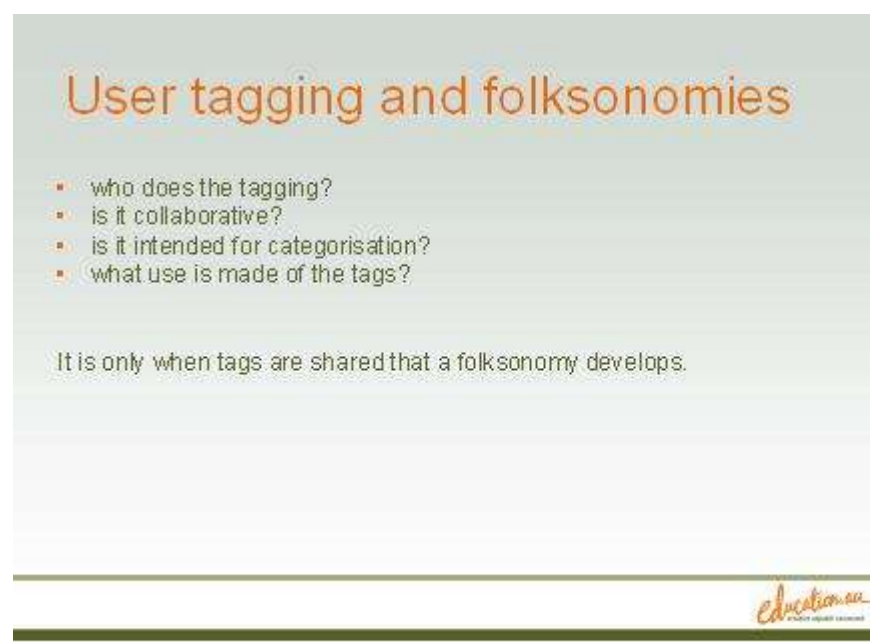 User tagging and folksonomies
▪ who does the tagging?
▪ is it collaborative?
▪ is it intended for categorisation?
▪ what use is made of the tags?
It is only when tags are shared that a folksonomy develops.
education.au